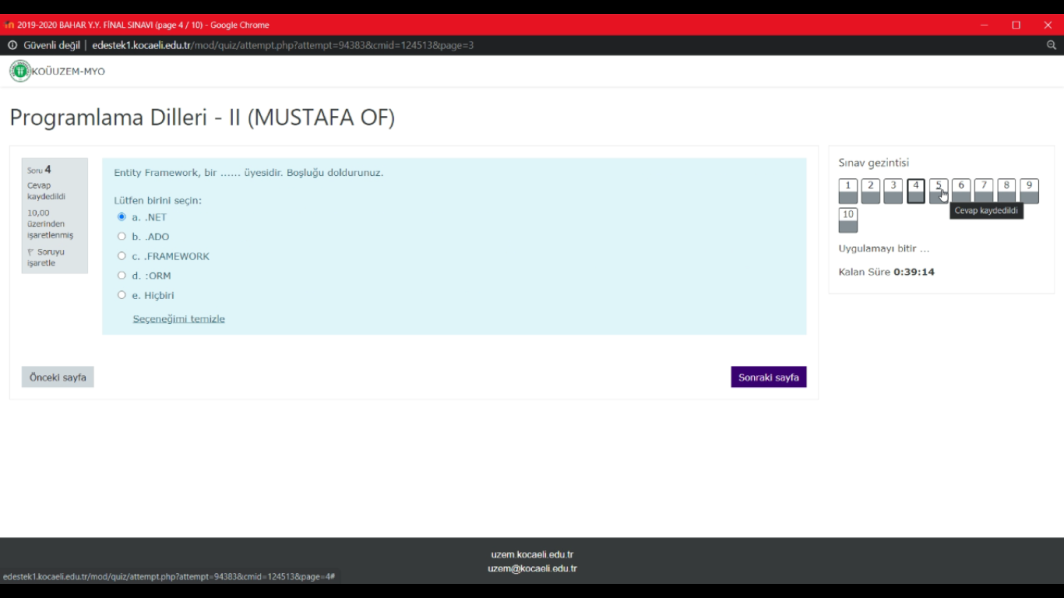 2019-2020 BAHAR Y.Y. FİNAL SINAVI (page 4 / 10) - Google Chrome
Güvenli değil | edestek1.kocaeli.edu.tr/mod/quiz/attempt.php?attempt=94383&cmid=124513&page=3
KOÜUZEM-MYO
Programlama Dilleri - II (MUSTAFA OF)
Soru 4
Cevap
kaydedildi
10,00
üzerinden
işaretlenmiş
Soruyu
işaretle
Entity Framework, bir ...... üyesidir. Boşluğu doldurunuz.
Lütfen birini seçin:
a. .NET
b. .ADO
c. .FRAMEWORK
d. :ORM
e. Hiçbiri
Seçeneğimi temizle
Önceki sayfa
Sonraki sayfa
Sınav gezintisi
1 2 3 4 5 6 7 8 9
Cevap kaydedildi
10
Uygulamayı bitir ...
Kalan Süre 0:39:14
uzem.kocaeli.edu.tr
uzem@kocaeli.edu.tr
edestek1.kocaeli.edu.tr/mod/quiz/attempt.php?attempt=94383&cmid=124513&page=4#